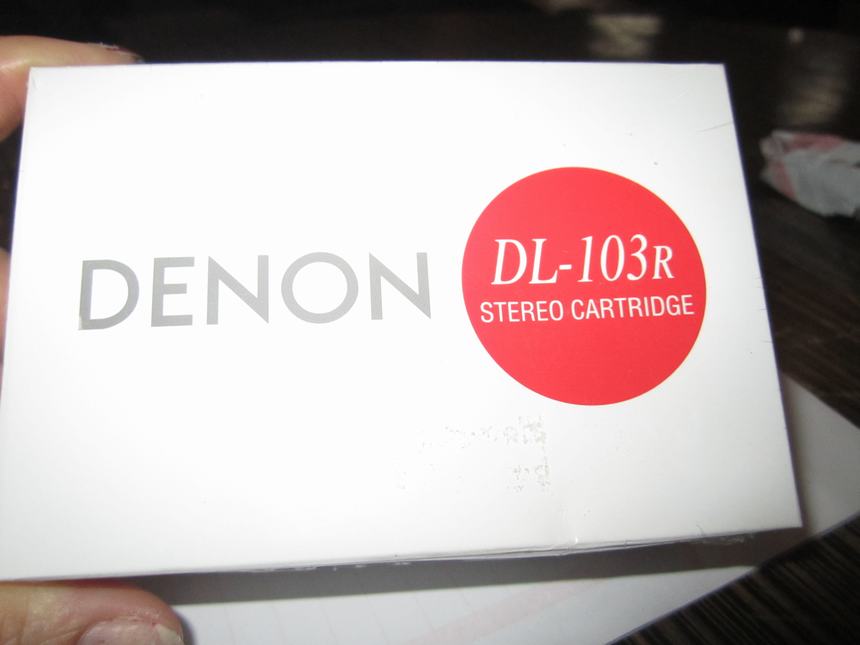 DENON
DL-103R
STEREO CARTRIDGE